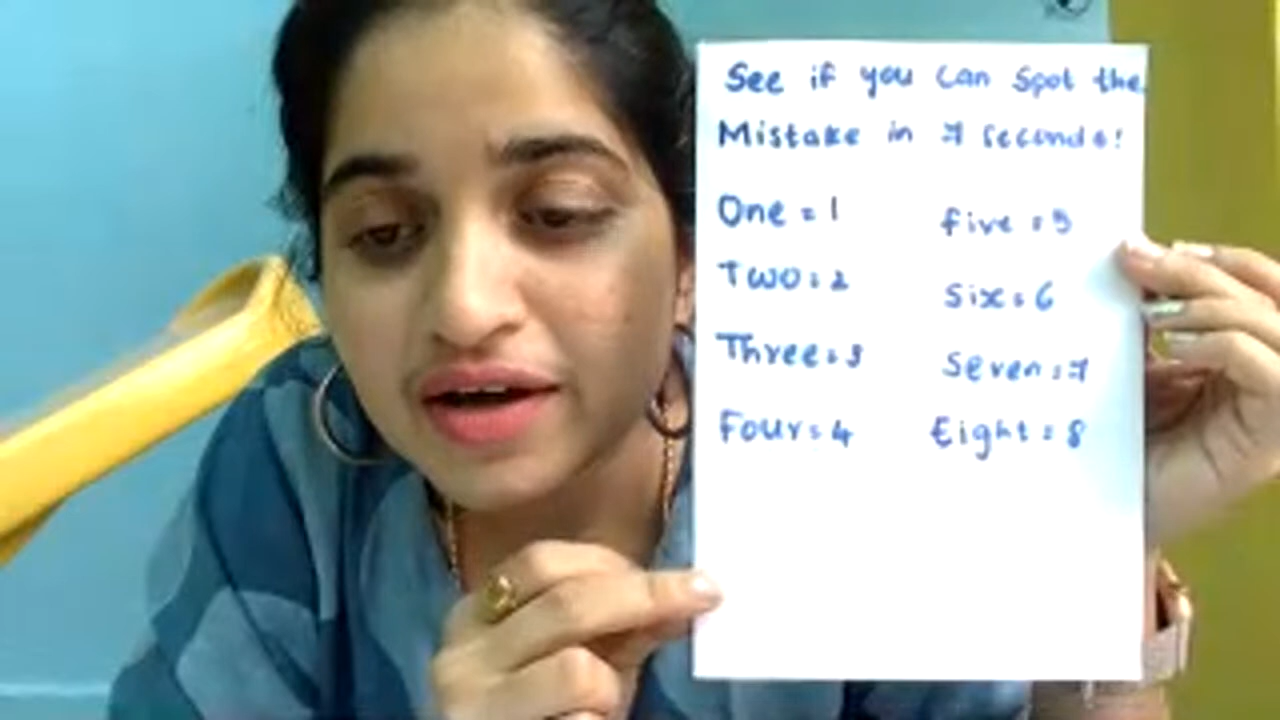 See if you can spot the
Mistake in 7 seconds!
One = 1
Two = 2
Three = 3
Four = 4
five = 5
Six = 6
Seven = 7
Eight = 8